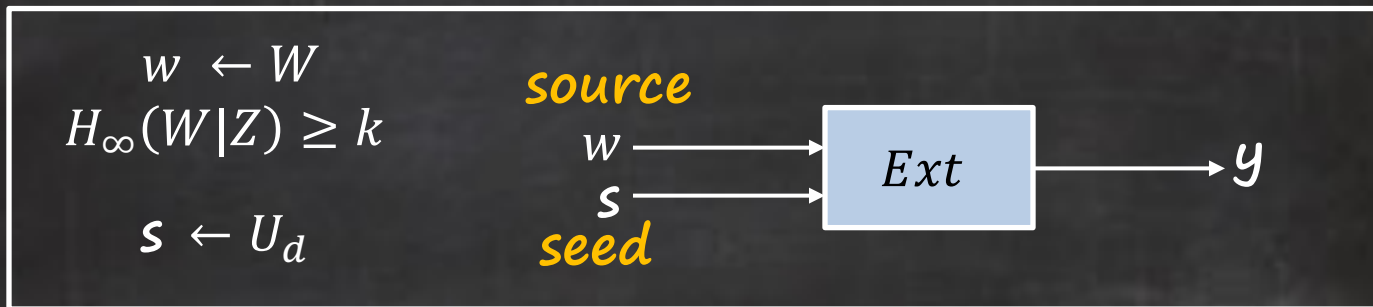 w ← W
H∞(W|Z) ≥ k
s ← U_d
source
w
s
seed
Ext
y